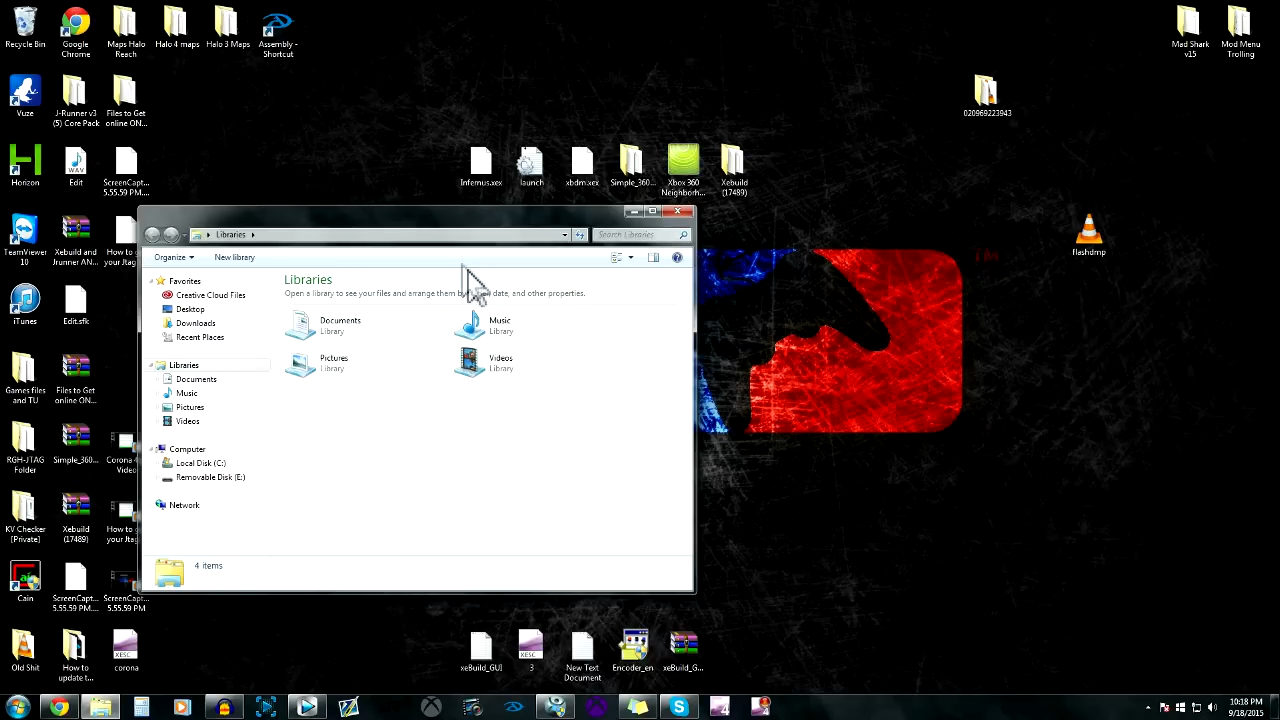 Recycle Bin
Google
Chrome
Maps Halo
Reach
Halo 4 maps
Halo 3 Maps
Assembly -
Shortcut
Mad Shark
v15
Mod Menu
Trolling
Vuze
J-Runner v3
(5) Core Pack
Files to Get
online ON...
020969223943
Horizon
WAV
Edit
ScreenCapt...
5.55.59 PM...
Infernus.xex
launch
xbdm.xex
Simple_360...
Xbox 360
Neighborh...
Xebuild
(17489)
TeamViewer
10
Xebuild and
Jrunner AN...
How to g
your Jtag
flashdmp
Libraries
Search Libraries
Organize
New library
iTunes
Edit.sfk
Favorites
Creative Cloud Files
Desktop
Downloads
Recent Places
Libraries
Documents
Music
Pictures
Videos
Computer
Local Disk (C:)
Removable Disk (E:)
Network
Libraries
Open a library to see your files and arrange them by date, and other properties.
Documents
Library
Music
Library
Pictures
Library
Videos
Library
4 items
Games files
and TU
Files to Get
online ON...
RGH-JTAG
Folder
Simple_360...
Corona 4
Video
KV Checker
[Private]
Xebuild
(17489)
How to g
your Jtag
Cain
ScreenCapt...
5.55.59 PM....
ScreenCapt...
5.55.59 PM
Old Shit
How to
update t...
XESC
corona
xeBuild_GUI
XESC
3
New Text
Document
Encoder_en
xeBuild_G...
10:18 PM
9/18/2015